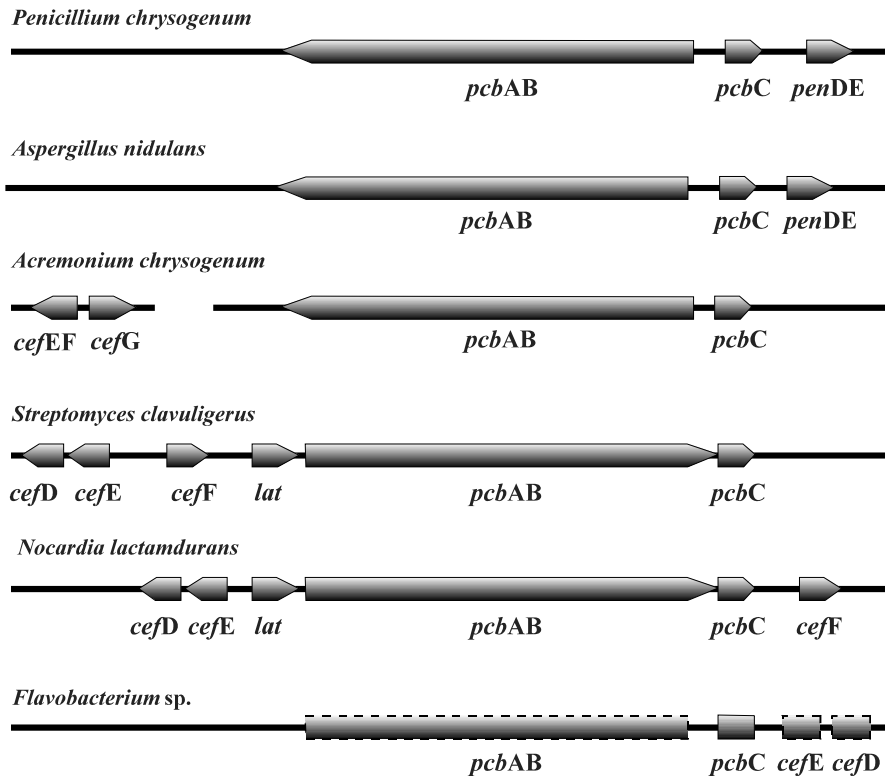 Penicillium chrysogenum
pcbAB pcbC penDE
Aspergillus nidulans
pcbAB pcbC penDE
Acremonium chrysogenum
cefEF cefG pcbAB pcbC
Streptomyces clavuligerus
cefD cefE cefF lat pcbAB pcbC
Nocardia lactamdurans
cefD cefE lat pcbAB pcbC cefF
Flavobacterium sp.
pcbAB pcbC cefE cefD